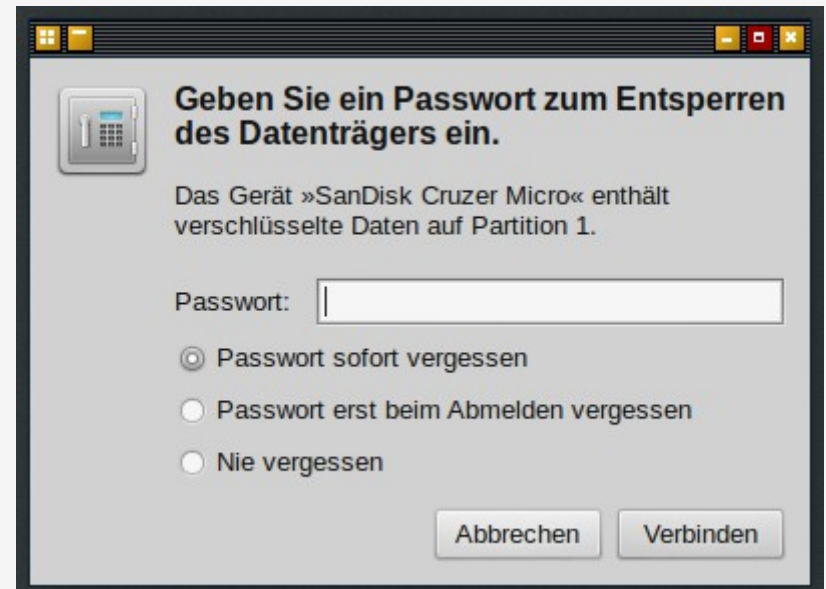 Geben Sie ein Passwort zum Entsperren
des Datenträgers ein.
Das Gerät »SanDisk Cruzer Micro« enthält
verschlüsselte Daten auf Partition 1.
Passwort:
Passwort sofort vergessen
Passwort erst beim Abmelden vergessen
Nie vergessen
Abbrechen Verbinden